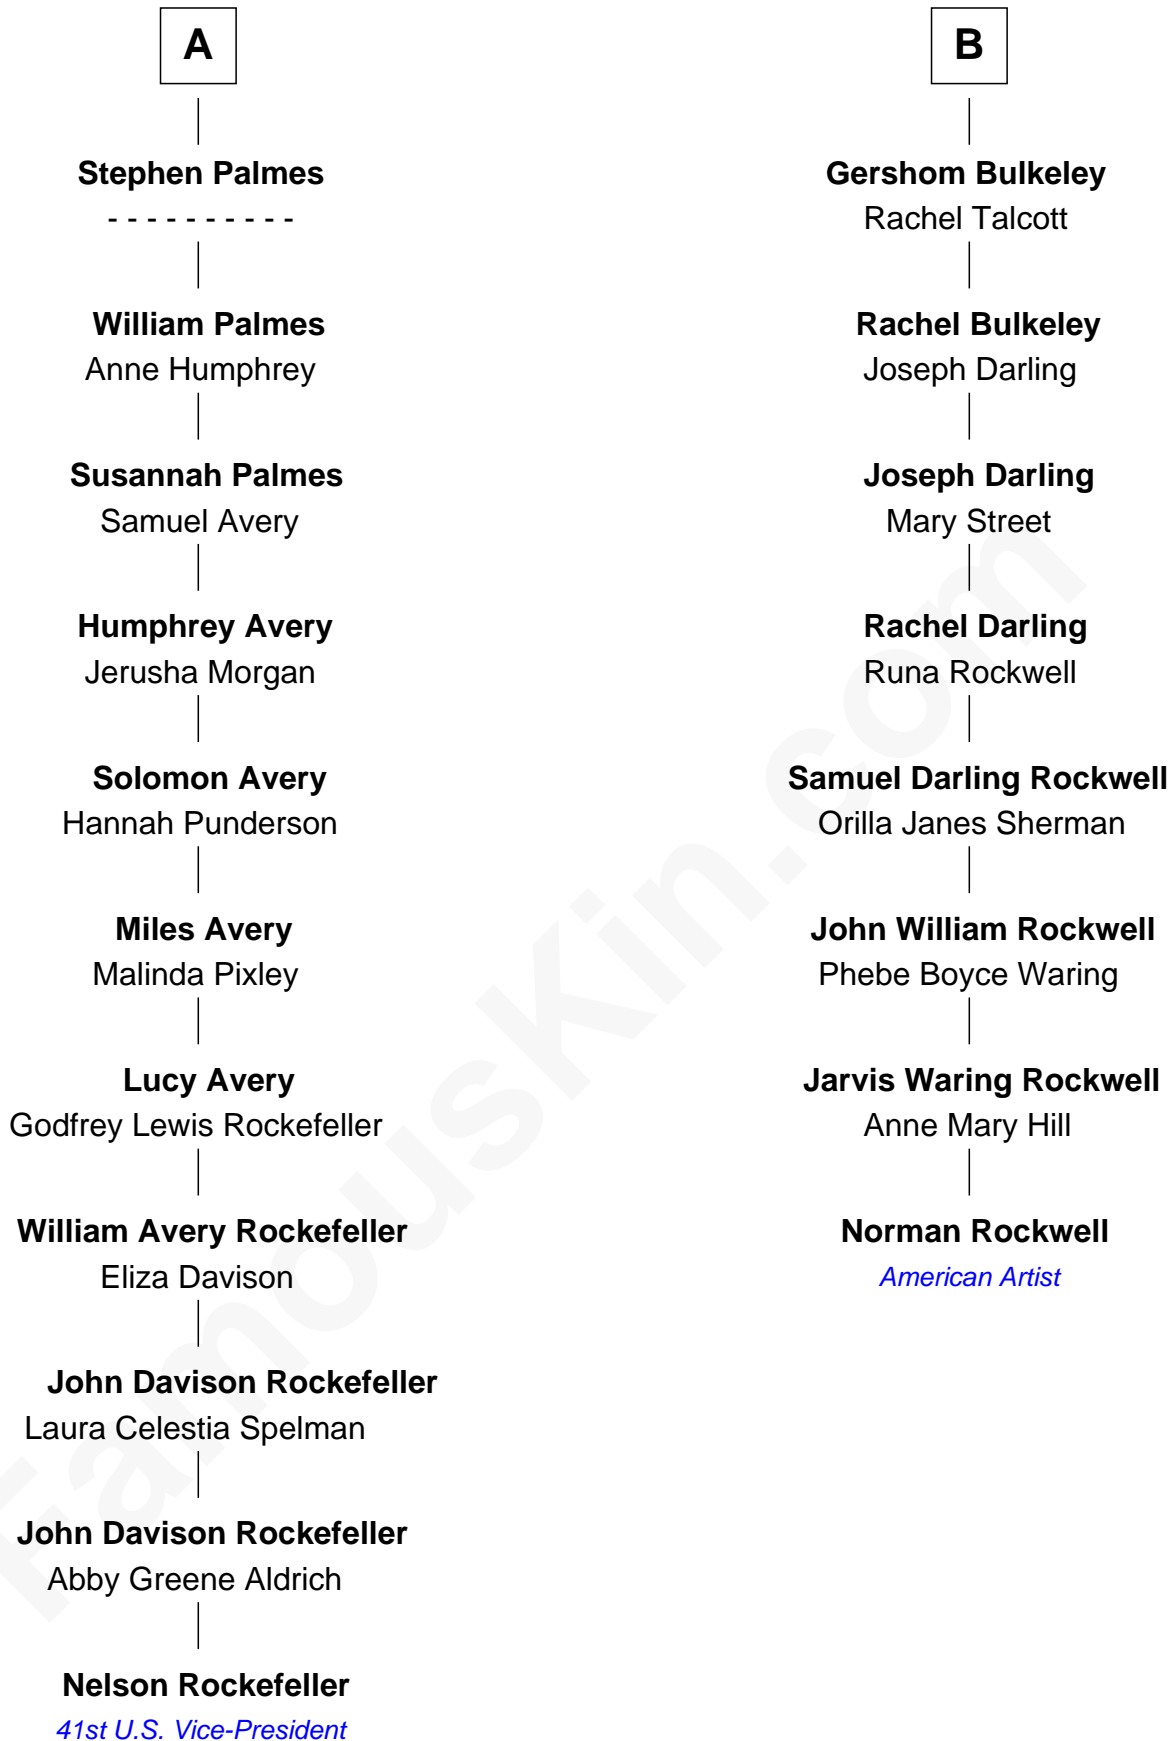 A
Stephen Palmes
- - - - - - - - - -
William Palmes
Anne Humphrey
Susannah Palmes
Samuel Avery
Humphrey Avery
Jerusha Morgan
Solomon Avery
Hannah Punderson
Miles Avery
Malinda Pixley
Lucy Avery
Godfrey Lewis Rockefeller
William Avery Rockefeller
Eliza Davison
John Davison Rockefeller
Laura Celestia Spelman
John Davison Rockefeller
Abby Greene Aldrich
Nelson Rockefeller
41st U.S. Vice-President
B
Gershom Bulkeley
Rachel Talcott
Rachel Bulkeley
Joseph Darling
Joseph Darling
Mary Street
Rachel Darling
Runa Rockwell
Samuel Darling Rockwell
Orilla Janes Sherman
John William Rockwell
Phebe Boyce Waring
Jarvis Waring Rockwell
Anne Mary Hill
Norman Rockwell
American Artist
FamousKin.com